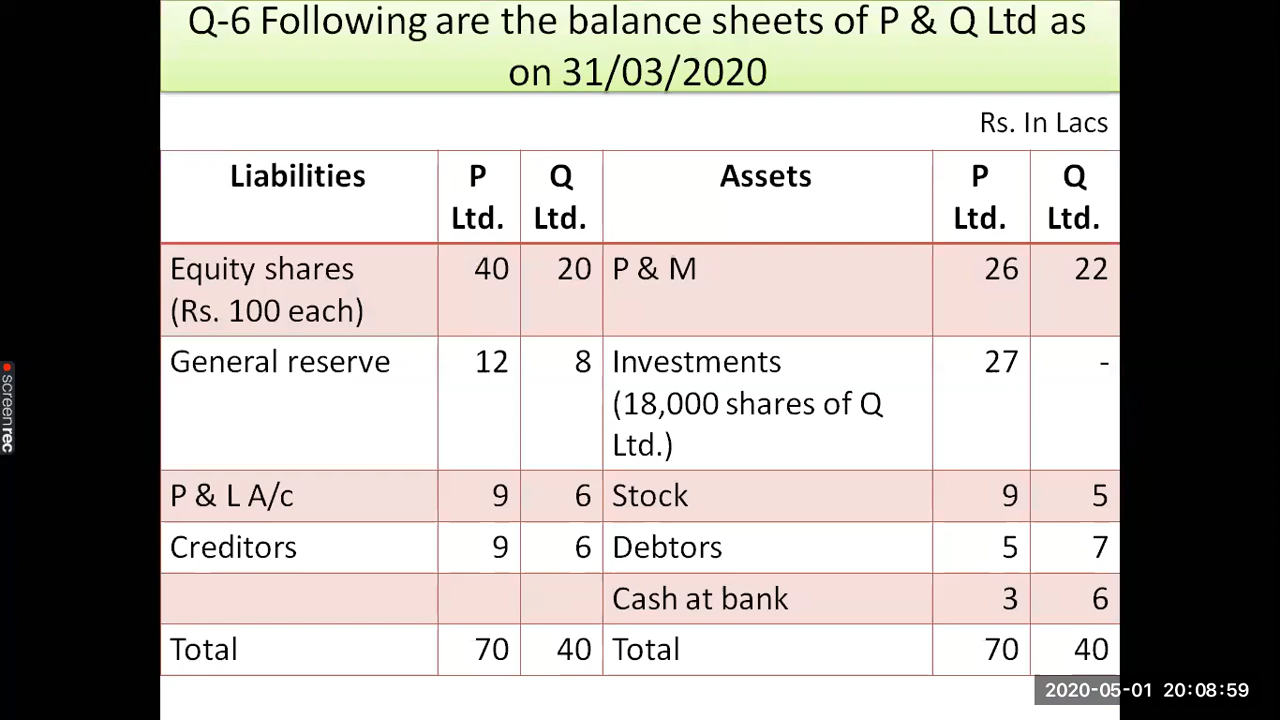 Q-6 Following are the balance sheets of P & Q Ltd as
on 31/03/2020
Rs. In Lacs
Liabilities P Ltd. Q Ltd. Assets P Ltd. Q Ltd.
Equity shares (Rs. 100 each) 40 20 P & M 26 22
General reserve 12 8 Investments (18,000 shares of Q Ltd.) 27 -
P & L A/c 9 6 Stock 9 5
Creditors 9 6 Debtors 5 7
Cash at bank 3 6
Total 70 40 Total 70 40
screenrec
2020-05-01 20:08:59